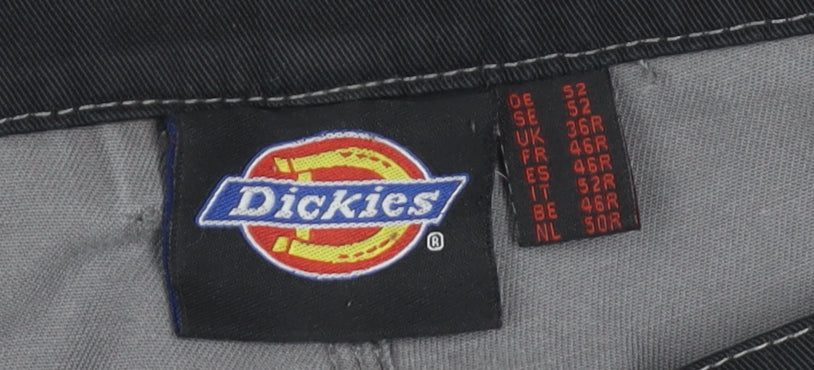 Dickies
®
DE 52
SE 52
UK 36R
FR 46R
ES 46R
IT 52R
BE 46R
NL 50R